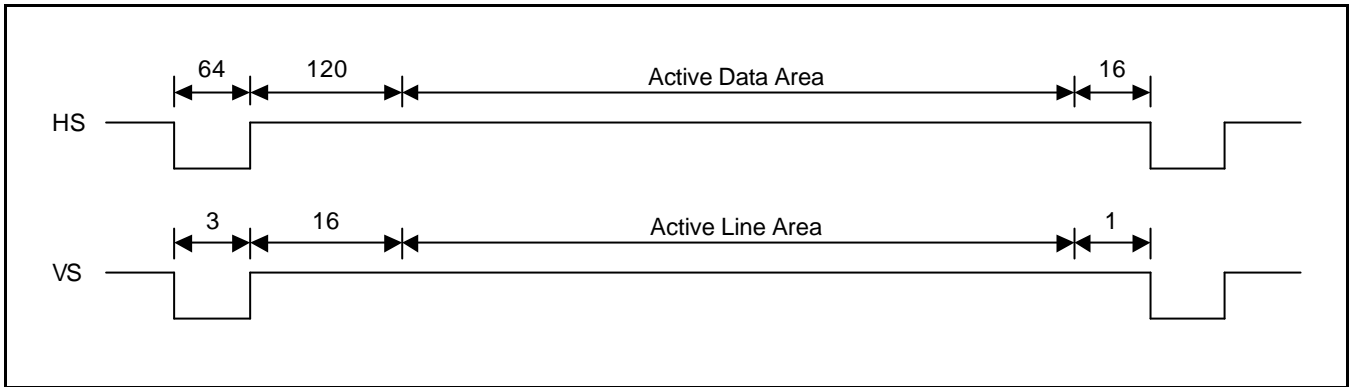 64 120 Active Data Area 16
HS
3 16 Active Line Area 1
VS